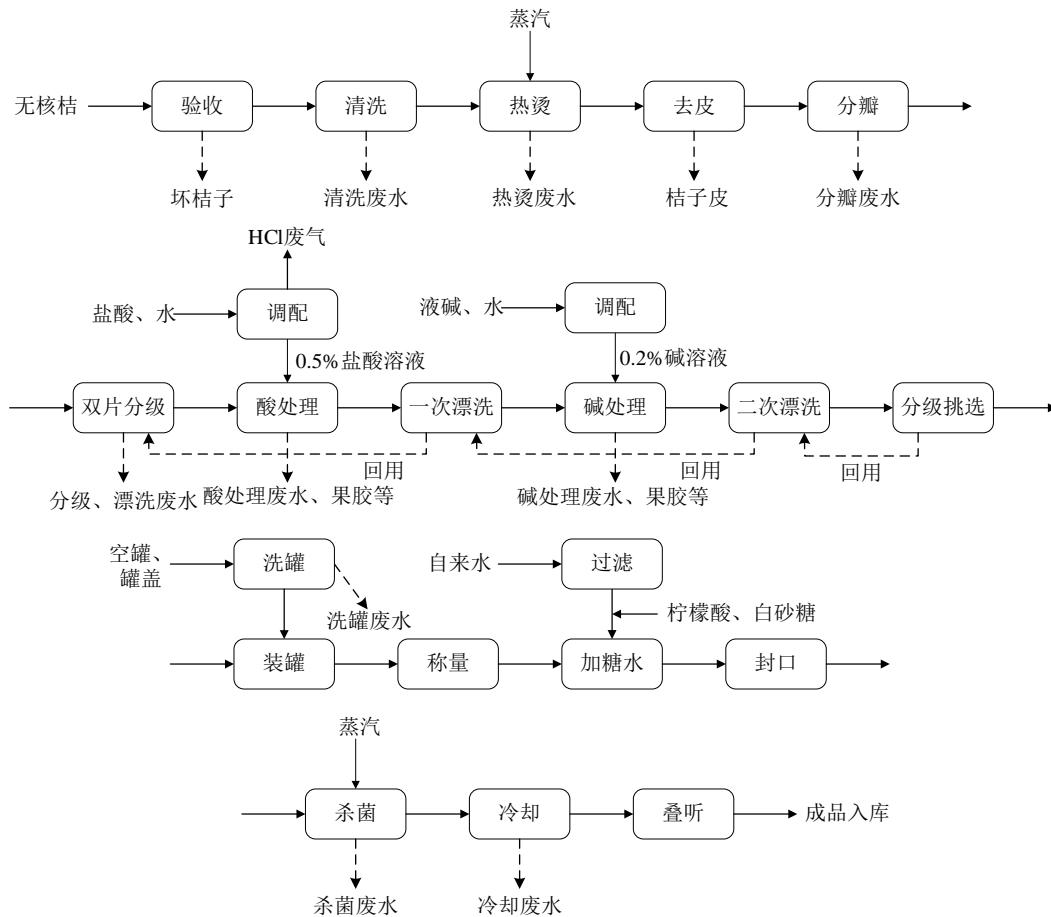 蒸汽
无核桔
验收
清洗
热烫
去皮
分瓣
坏桔子
清洗废水
热烫废水
桔子皮
分瓣废水
HCl废气
盐酸、水
调配
液碱、水
调配
0.5%盐酸溶液
0.2%碱溶液
双片分级
酸处理
一次漂洗
碱处理
二次漂洗
分级挑选
回用
回用
回用
分级、漂洗废水
酸处理废水、果胶等
碱处理废水、果胶等
空罐、
罐盖
洗罐
自来水
过滤
洗罐废水
柠檬酸、白砂糖
装罐
称量
加糖水
封口
蒸汽
杀菌
冷却
叠听
成品入库
杀菌废水
冷却废水